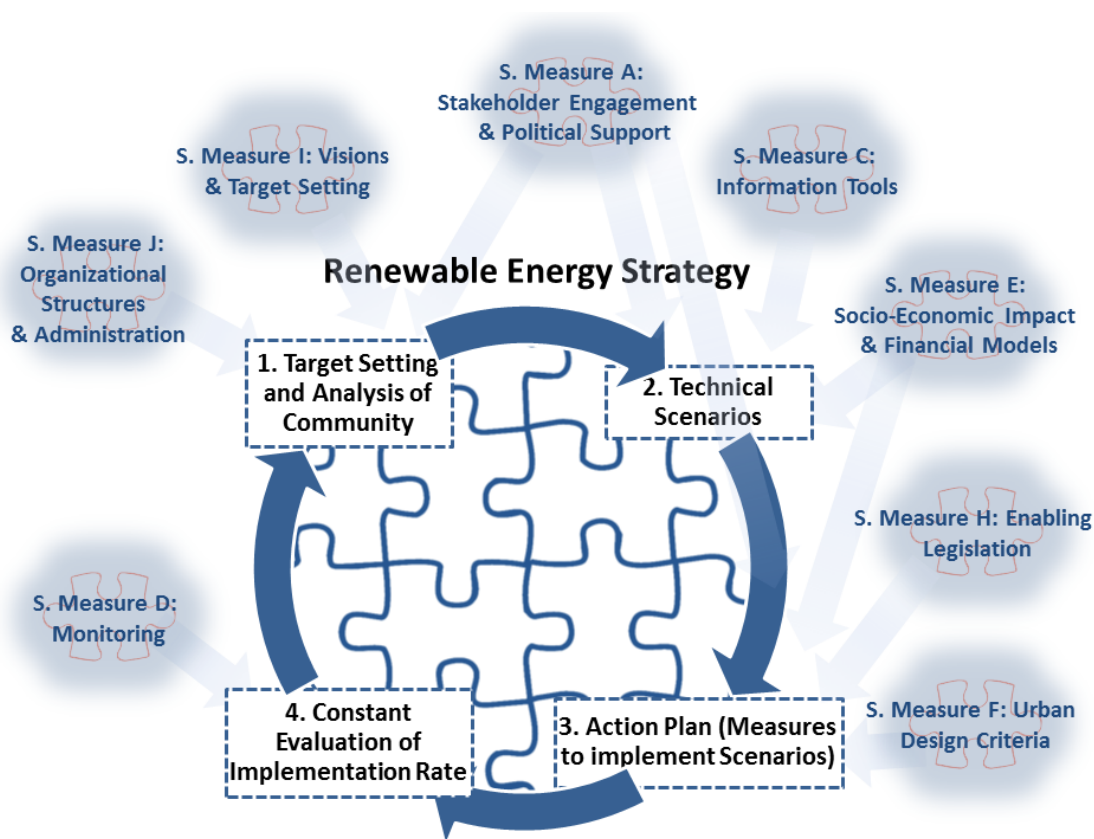 S. Measure A:
Stakeholder Engagement
& Political Support
S. Measure I: Visions
& Target Setting
S. Measure C:
Information Tools
S. Measure J:
Organizational
Structures
& Administration
Renewable Energy Strategy
S. Measure E:
Socio-Economic Impact
& Financial Models
1. Target Setting
and Analysis of
Community
2. Technical
Scenarios
S. Measure H: Enabling
Legislation
S. Measure D:
Monitoring
4. Constant
Evaluation of
Implementation Rate
3. Action Plan (Measures
to implement Scenarios)
S. Measure F: Urban
Design Criteria